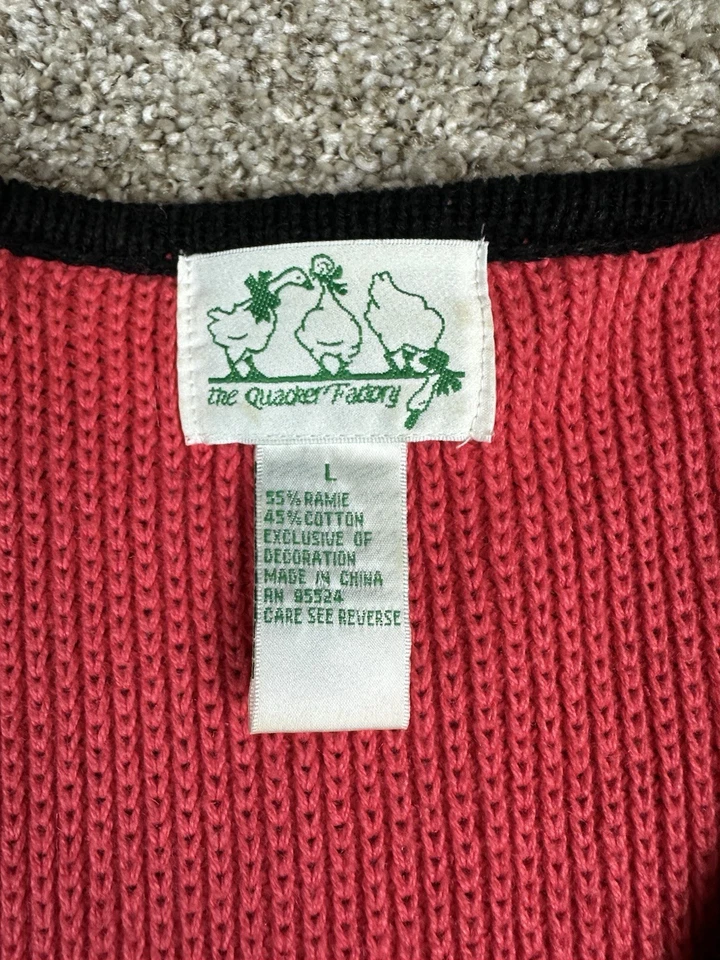 the Quacker Factory
L
55% RAMIE
45% COTTON
EXCLUSIVE OF
DECORATION
MADE IN CHINA
RN 95524
CARE SEE REVERSE